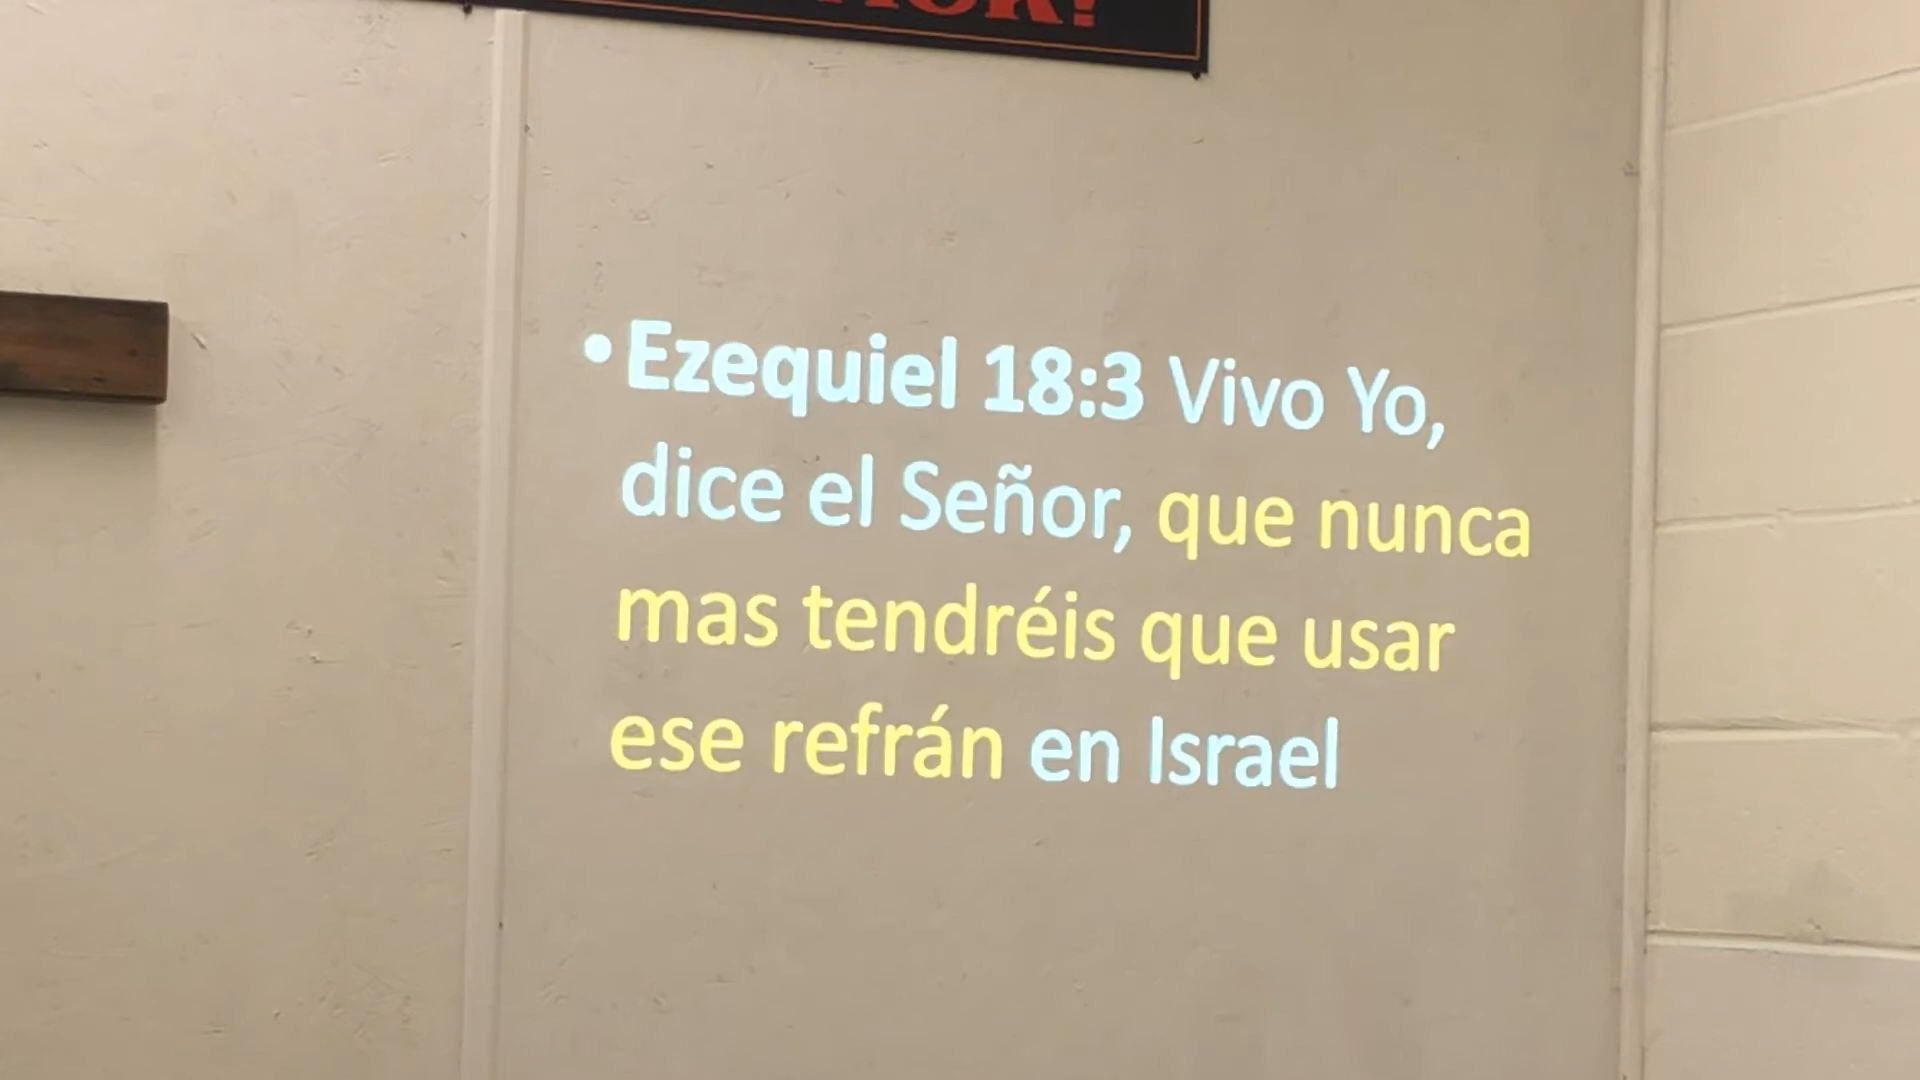 • Ezequiel 18:3 Vivo Yo,
dice el Señor, que nunca
mas tendréis que usar
ese refrán en Israel